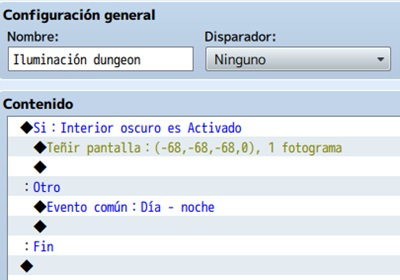 Configuración general
Nombre: Disparador:
Iluminación dungeon Ninguno
Contenido
◆Si：Interior oscuro es Activado
◆Teñir pantalla：(-68,-68,-68,0), 1 fotograma
◆
：Otro
◆Evento común：Día - noche
◆
：Fin
◆